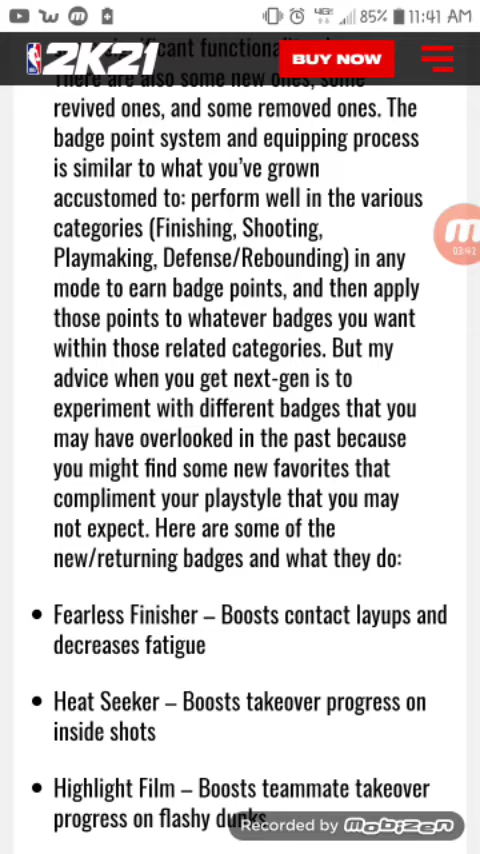 85% 11:41 AM
NBA 2K21 BUY NOW
significant functionality
There are also some new ones, some
revived ones, and some removed ones. The
badge point system and equipping process
is similar to what you’ve grown
accustomed to: perform well in the various
categories (Finishing, Shooting,
Playmaking, Defense/Rebounding) in any
mode to earn badge points, and then apply
03:42
those points to whatever badges you want
within those related categories. But my
advice when you get next-gen is to
experiment with different badges that you
may have overlooked in the past because
you might find some new favorites that
compliment your playstyle that you may
not expect. Here are some of the
new/returning badges and what they do:
• Fearless Finisher – Boosts contact layups and
decreases fatigue
• Heat Seeker – Boosts takeover progress on
inside shots
• Highlight Film – Boosts teammate takeover
progress on flashy dunks
Recorded by mobizen